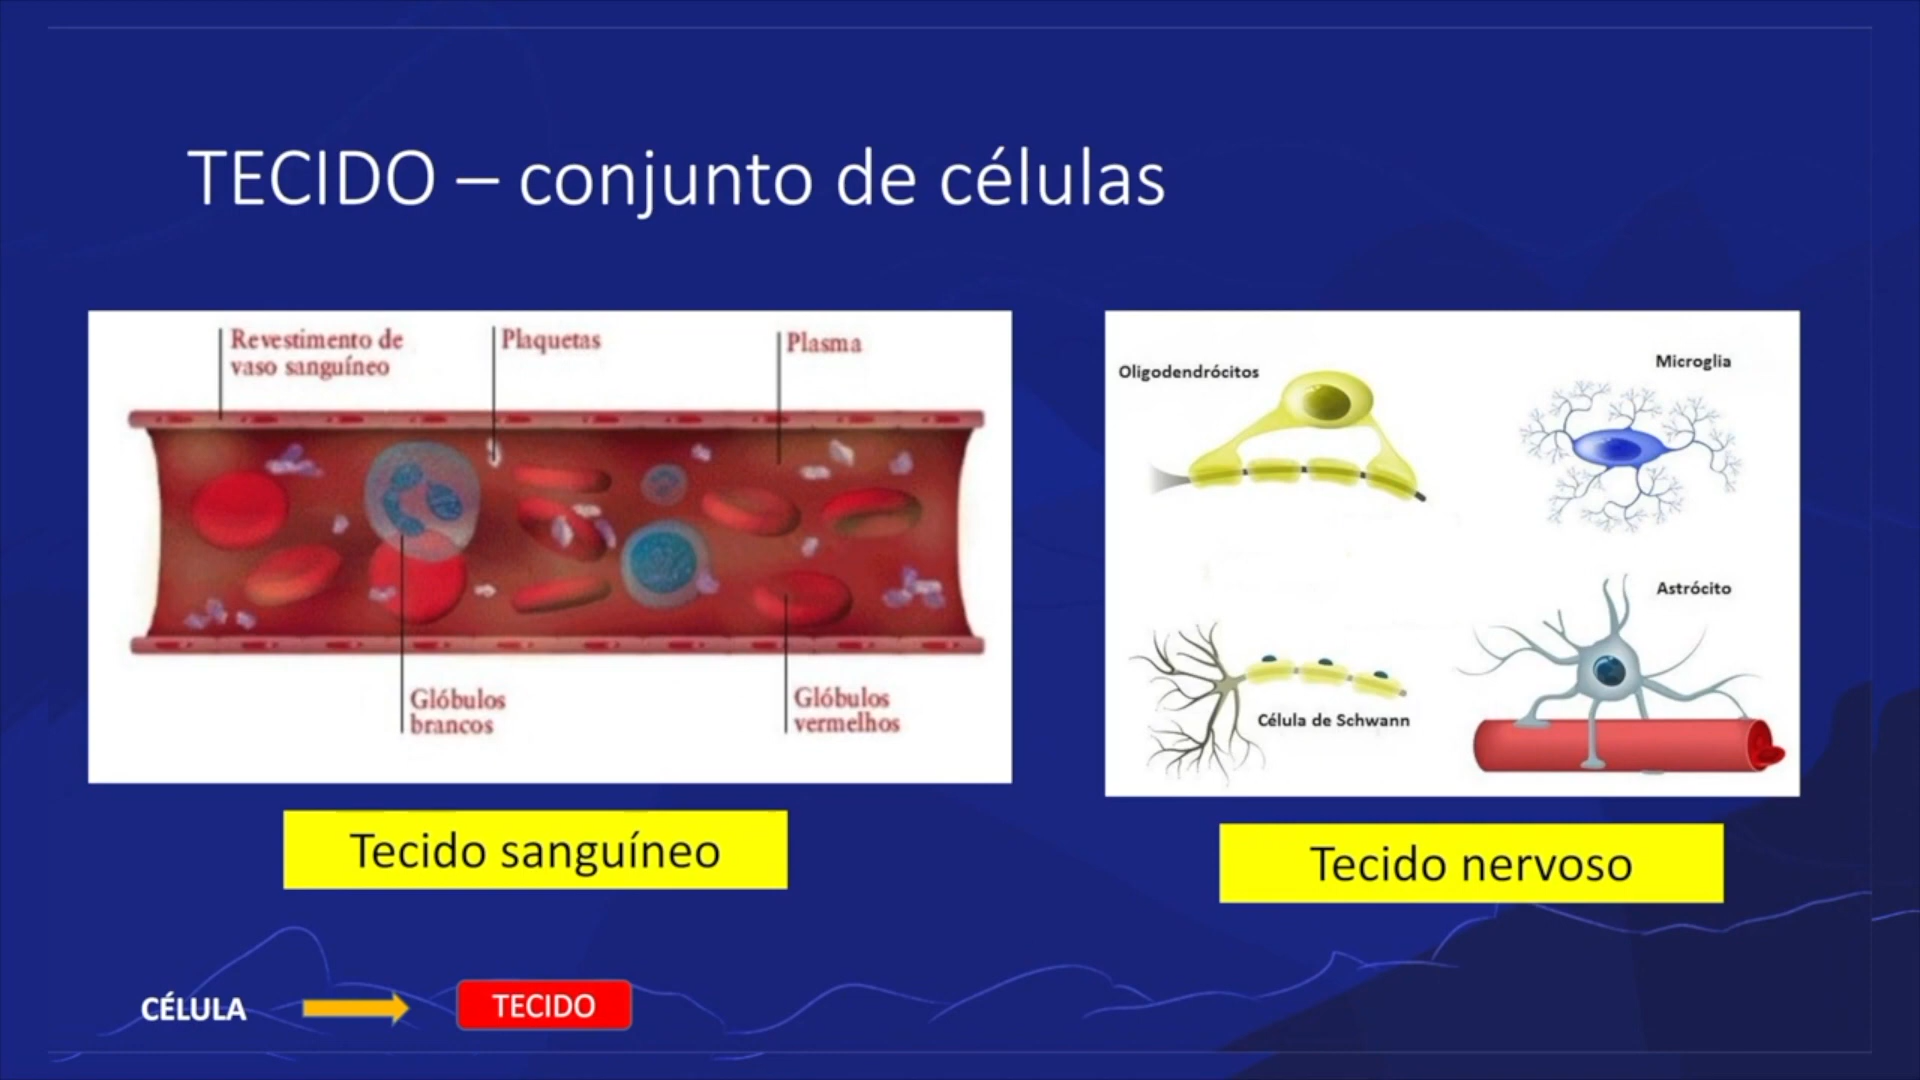 TECIDO – conjunto de células
Revestimento de
vaso sanguíneo
Plaquetas
Plasma
Glóbulos
brancos
Glóbulos
vermelhos
Oligodendrócitos
Microglia
Astrócito
Célula de Schwann
Tecido sanguíneo
Tecido nervoso
CÉLULA
TECIDO